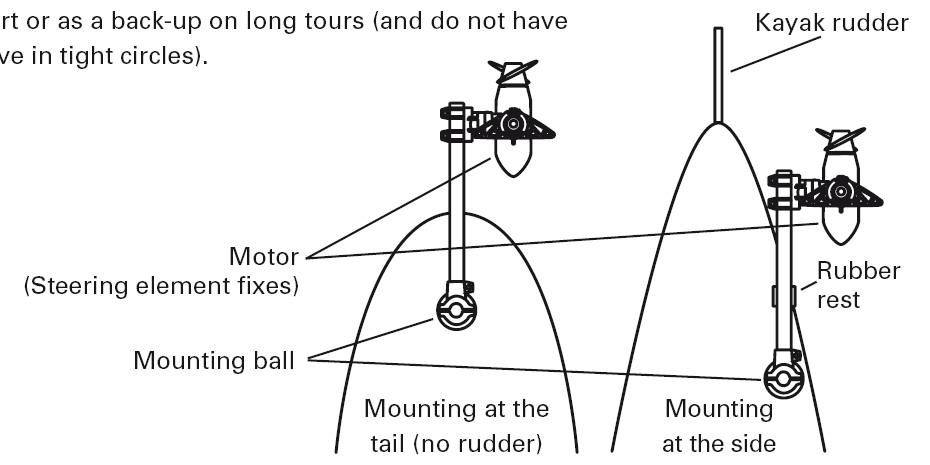 rt or as a back-up on long tours (and do not have
ve in tight circles).
Kayak rudder
Motor
(Steering element fixes)
Rubber
rest
Mounting ball
Mounting at the
tail (no rudder)
Mounting
at the side